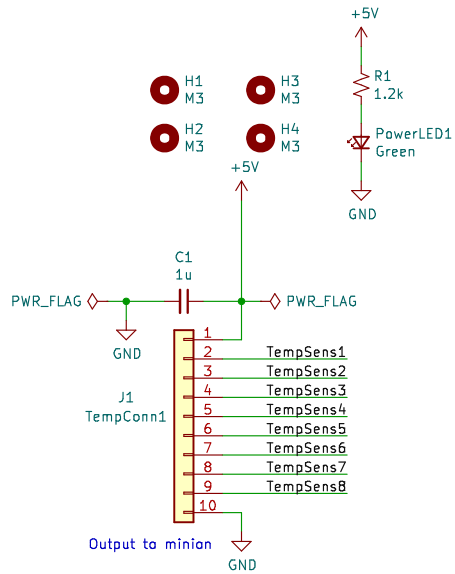 +5V
H1
M3
H3
M3
R1
1.2k
H2
M3
H4
M3
PowerLED1
Green
+5V
GND
C1
1u
PWR_FLAG
PWR_FLAG
GND
1
2
TempSens1
3
TempSens2
4
TempSens3
J1
TempConn1
5
TempSens4
6
TempSens5
7
TempSens6
8
TempSens7
9
TempSens8
10
Output to minian
GND